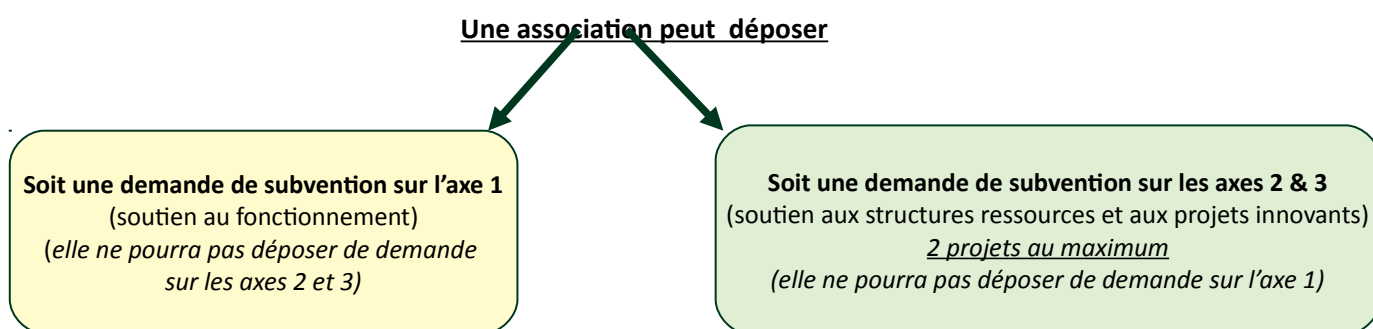 Une association peut déposer
Soit une demande de subvention sur l’axe 1
(soutien au fonctionnement)
(elle ne pourra pas déposer de demande
sur les axes 2 et 3)
Soit une demande de subvention sur les axes 2 & 3
(soutien aux structures ressources et aux projets innovants)
2 projets au maximum
(elle ne pourra pas déposer de demande sur l’axe 1)